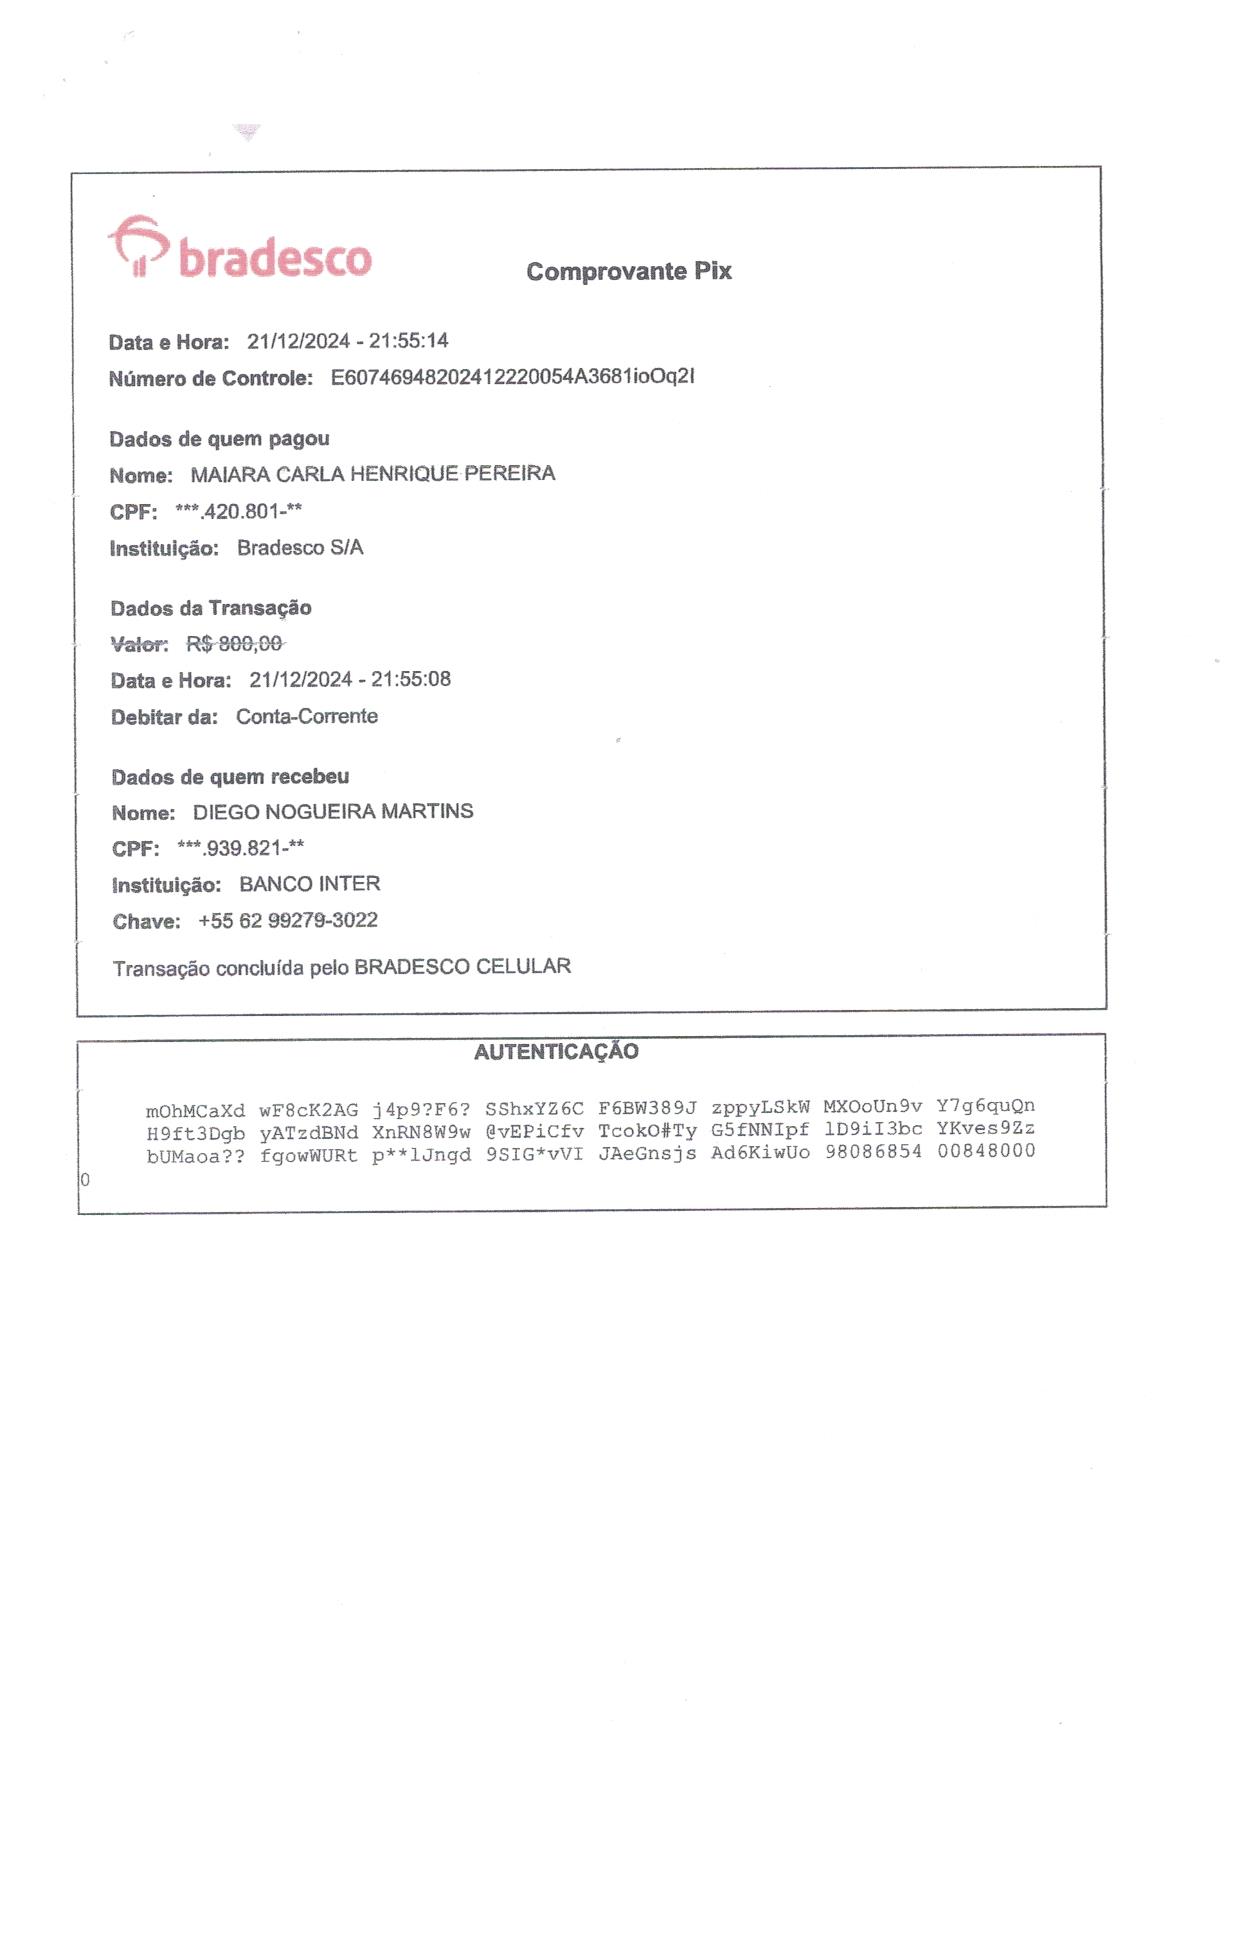 bradesco
Comprovante Pix
Data e Hora: 21/12/2024 - 21:55:14
Número de Controle: E60746948202412220054A3681ioOq2I
Dados de quem pagou
Nome: MAIARA CARLA HENRIQUE PEREIRA
CPF: ***.420.801-**
Instituição: Bradesco S/A
Dados da Transação
Valor: R$ 800,00
Data e Hora: 21/12/2024 - 21:55:08
Debitar da: Conta-Corrente
Dados de quem recebeu
Nome: DIEGO NOGUEIRA MARTINS
CPF: ***.939.821-**
Instituição: BANCO INTER
Chave: +55 62 99279-3022
Transação concluída pelo BRADESCO CELULAR
AUTENTICAÇÃO
mOhMCaXd wF8cK2AG j4p9?F6? SShxYZ6C F6BW389J zppyLSkW MXOoUn9v Y7g6quQn
H9ft3Dgb yATzdBNd XnRN8W9w @vEPiCfv TcokO#Ty G5fNNIpf lD9iI3bc YKves9Zz
bUMaoa?? fgowWURt p**lJngd 9SIG*vVI JAeGnsjs Ad6KiwUo 98086854 00848000
0